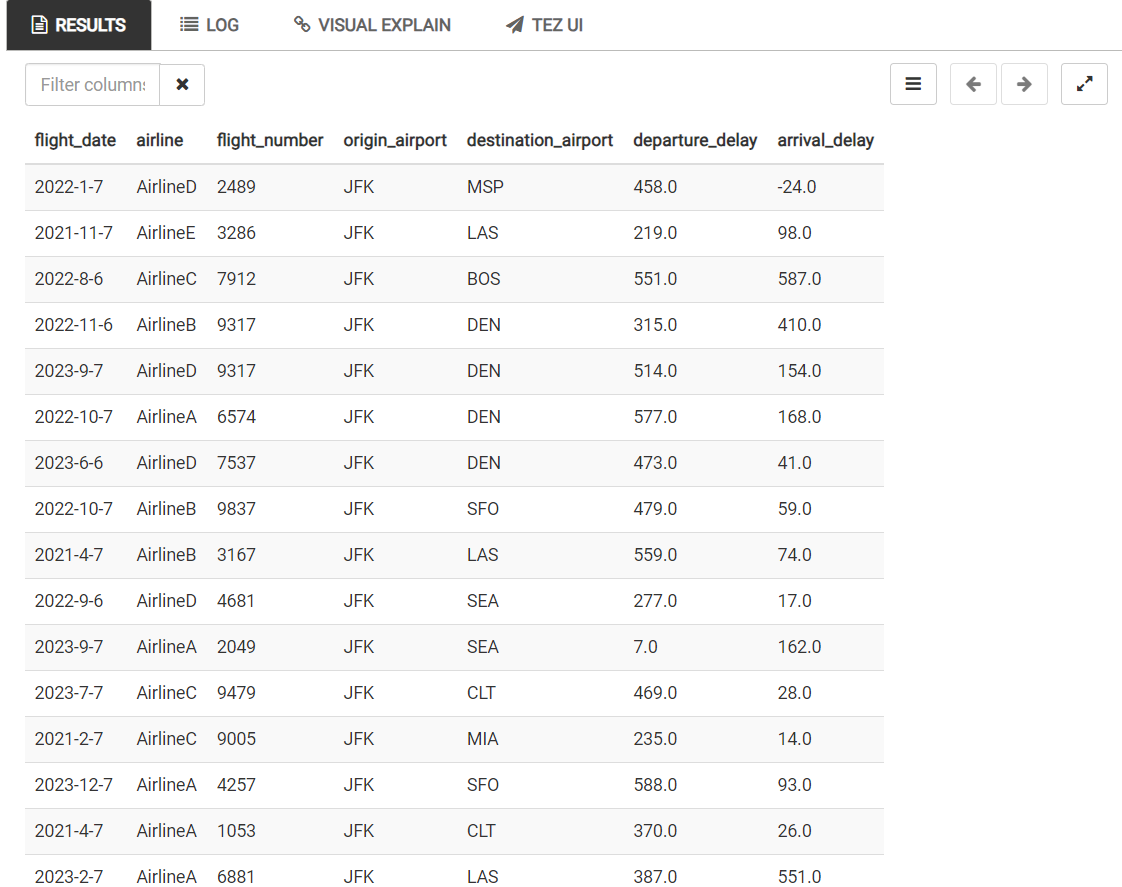 RESULTS LOG VISUAL EXPLAIN TEZ UI
Filter columns
flight_date airline flight_number origin_airport destination_airport departure_delay arrival_delay
2022-1-7 AirlineD 2489 JFK MSP 458.0 -24.0
2021-11-7 AirlineE 3286 JFK LAS 219.0 98.0
2022-8-6 AirlineC 7912 JFK BOS 551.0 587.0
2022-11-6 AirlineB 9317 JFK DEN 315.0 410.0
2023-9-7 AirlineD 9317 JFK DEN 514.0 154.0
2022-10-7 AirlineA 6574 JFK DEN 577.0 168.0
2023-6-6 AirlineD 7537 JFK DEN 473.0 41.0
2022-10-7 AirlineB 9837 JFK SFO 479.0 59.0
2021-4-7 AirlineB 3167 JFK LAS 559.0 74.0
2022-9-6 AirlineD 4681 JFK SEA 277.0 17.0
2023-9-7 AirlineA 2049 JFK SEA 7.0 162.0
2023-7-7 AirlineC 9479 JFK CLT 469.0 28.0
2021-2-7 AirlineC 9005 JFK MIA 235.0 14.0
2023-12-7 AirlineA 4257 JFK SFO 588.0 93.0
2021-4-7 AirlineA 1053 JFK CLT 370.0 26.0
2023-2-7 AirlineA 6881 JFK LAS 387.0 551.0